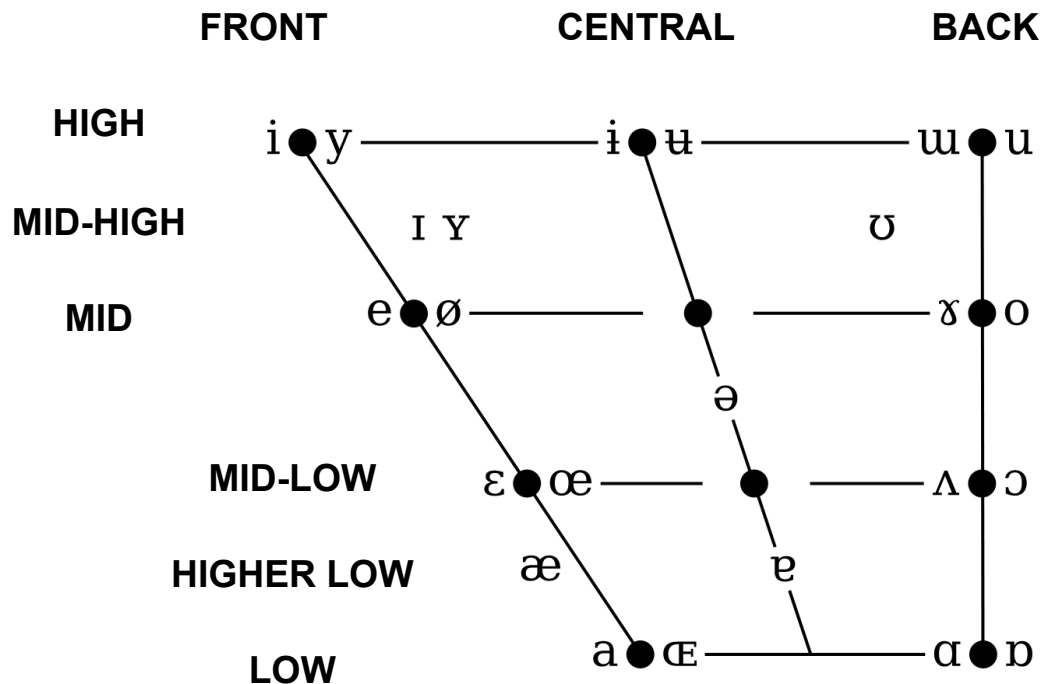 FRONT CENTRAL BACK
HIGH i y ɨ ʉ ɯ u
MID-HIGH ɪ ʏ ʊ
MID e ø ɤ o
ə
MID-LOW ɛ œ ʌ ɔ
HIGHER LOW æ ɐ
LOW a ɶ ɑ ɒ